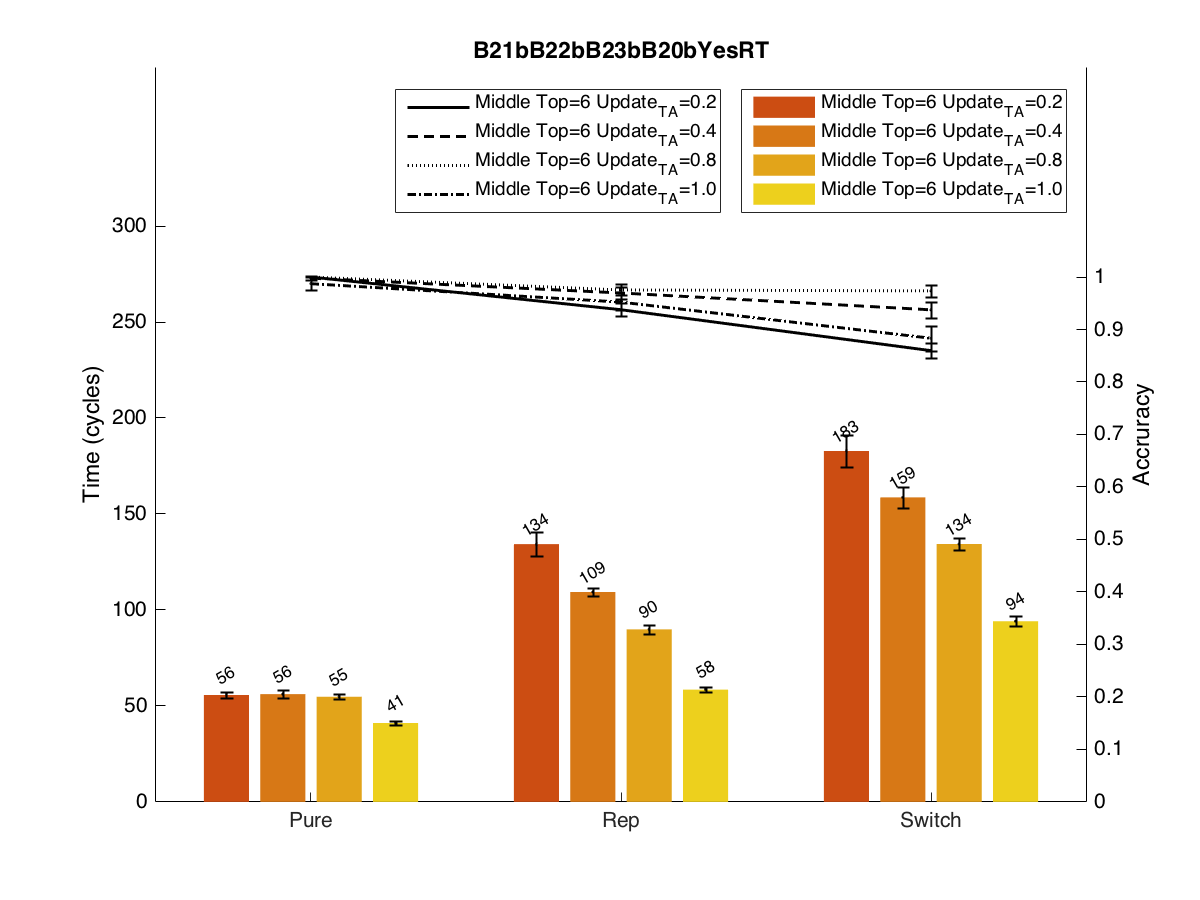 B21bB22bB23bB20bYesRT
Middle Top=6 Update_TA=0.2
Middle Top=6 Update_TA=0.4
Middle Top=6 Update_TA=0.8
Middle Top=6 Update_TA=1.0
Middle Top=6 Update_TA=0.2
Middle Top=6 Update_TA=0.4
Middle Top=6 Update_TA=0.8
Middle Top=6 Update_TA=1.0
Time (cycles)
300
250
200
150
100
50
0
56
56
55
41
134
109
90
58
183
159
134
94
Pure
Rep
Switch
1
0.9
0.8
0.7
0.6
0.5
0.4
0.3
0.2
0.1
0
Accruracy